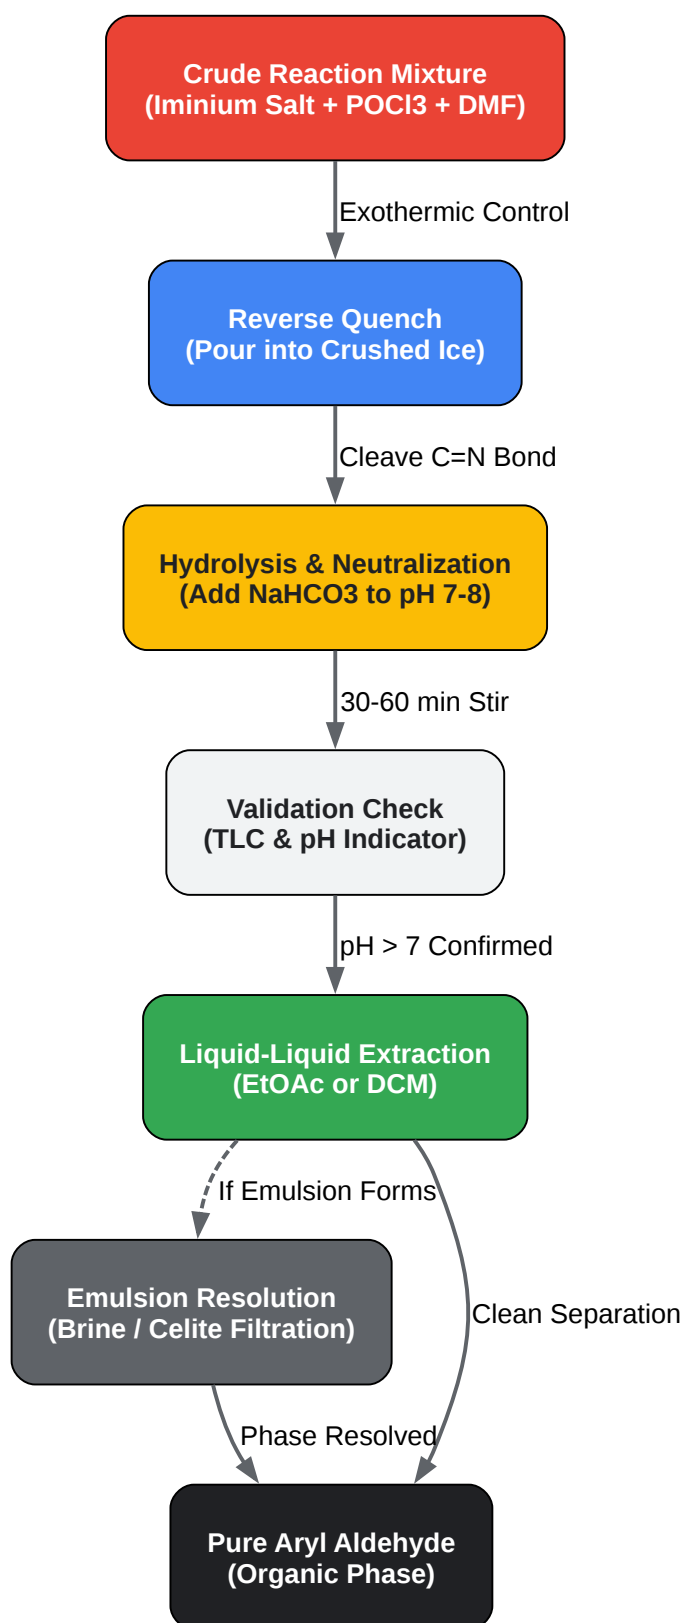 Crude Reaction Mixture
(Iminium Salt + POCl3 + DMF)
Exothermic Control
Reverse Quench
(Pour into Crushed Ice)
Cleave C=N Bond
Hydrolysis & Neutralization
(Add NaHCO3 to pH 7-8)
30-60 min Stir
Validation Check
(TLC & pH Indicator)
pH > 7 Confirmed
Liquid-Liquid Extraction
(EtOAc or DCM)
If Emulsion Forms
Emulsion Resolution
(Brine / Celite Filtration)
Clean Separation
Phase Resolved
Pure Aryl Aldehyde
(Organic Phase)